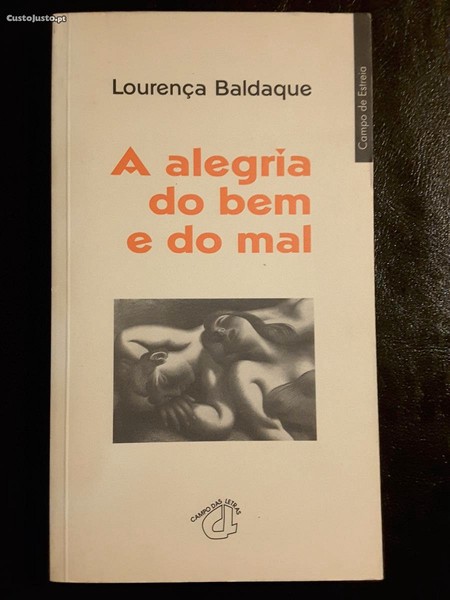 CustoJusto.pt
Lourença Baldaque
Campo de Estreia
A alegria
do bem
e do mal
CAMPO DAS LETRAS